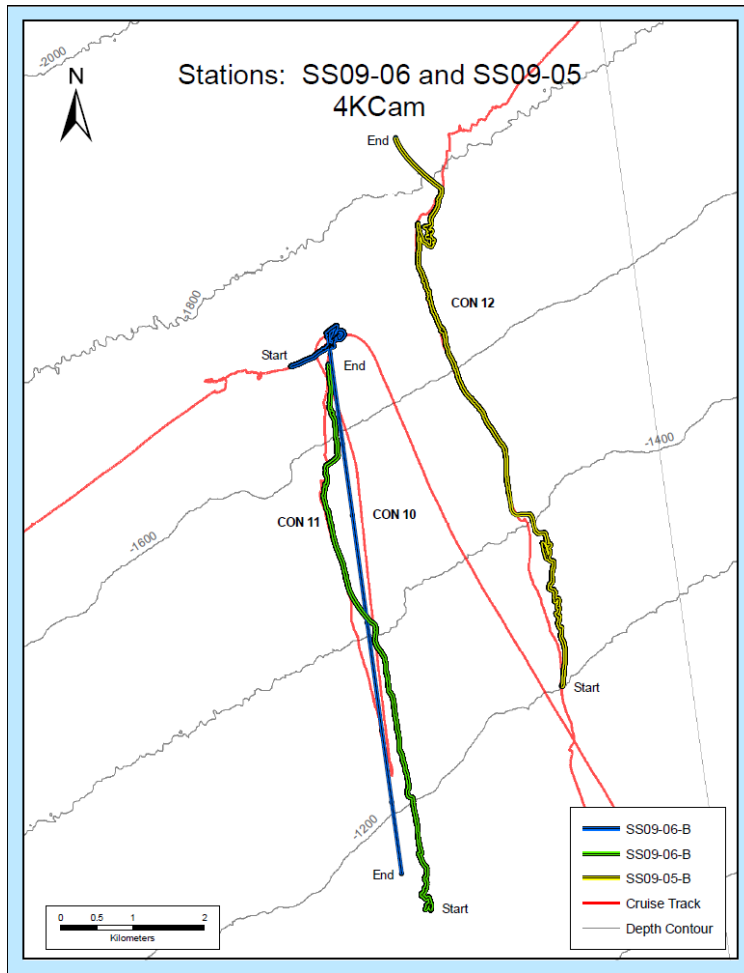 -2000
N
Stations: SS09-06 and SS09-05
4KCam
End
-1800
CON 12
Start
End
-1400
CON 11
CON 10
-1600
Start
-1200
End
Start
SS09-06-B
SS09-06-B
SS09-05-B
Cruise Track
Depth Contour
0 0.5 1 2
Kilometers